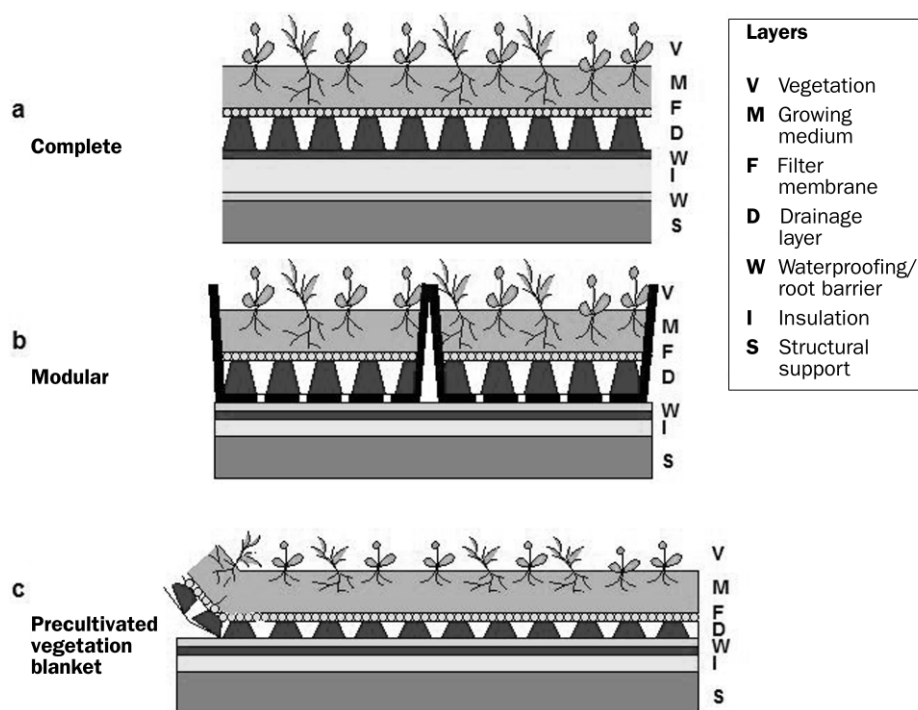 a
Complete
V
M
F
D
W
I
W
S
b
Modular
V
M
F
D
W
I
S
c
Precultivated
vegetation
blanket
V
M
F
D
W
I
S
Layers
V Vegetation
M Growing
medium
F Filter
membrane
D Drainage
layer
W Waterproofing/
root barrier
I Insulation
S Structural
support